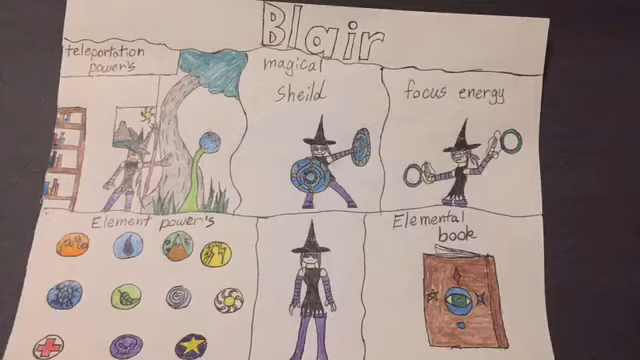 Blair
teleportation
power's
magical
Sheild
focus energy
Element power's
Elemental
book